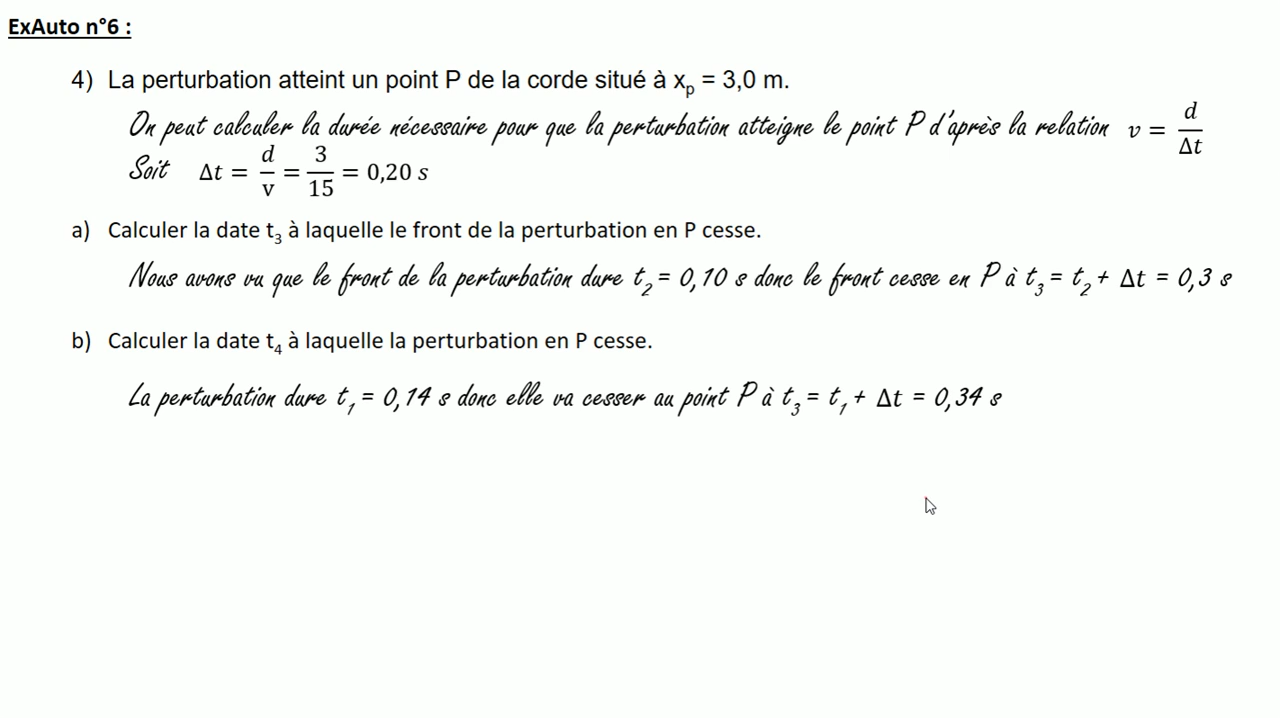 ExAuto n°6 :
4) La perturbation atteint un point P de la corde situé à xₚ = 3,0 m.
On peut calculer la durée nécessaire pour que la perturbation atteigne le point P d'après la relation v = d/Δt
Soit Δt = d/v = 3/15 = 0,20 s
a) Calculer la date t₃ à laquelle le front de la perturbation en P cesse.
Nous avons vu que le front de la perturbation dure t₂ = 0,10 s donc le front cesse en P à t₃ = t₂ + Δt = 0,3 s
b) Calculer la date t₄ à laquelle la perturbation en P cesse.
La perturbation dure t₁ = 0,14 s donc elle va cesser au point P à t₃ = t₁ + Δt = 0,34 s